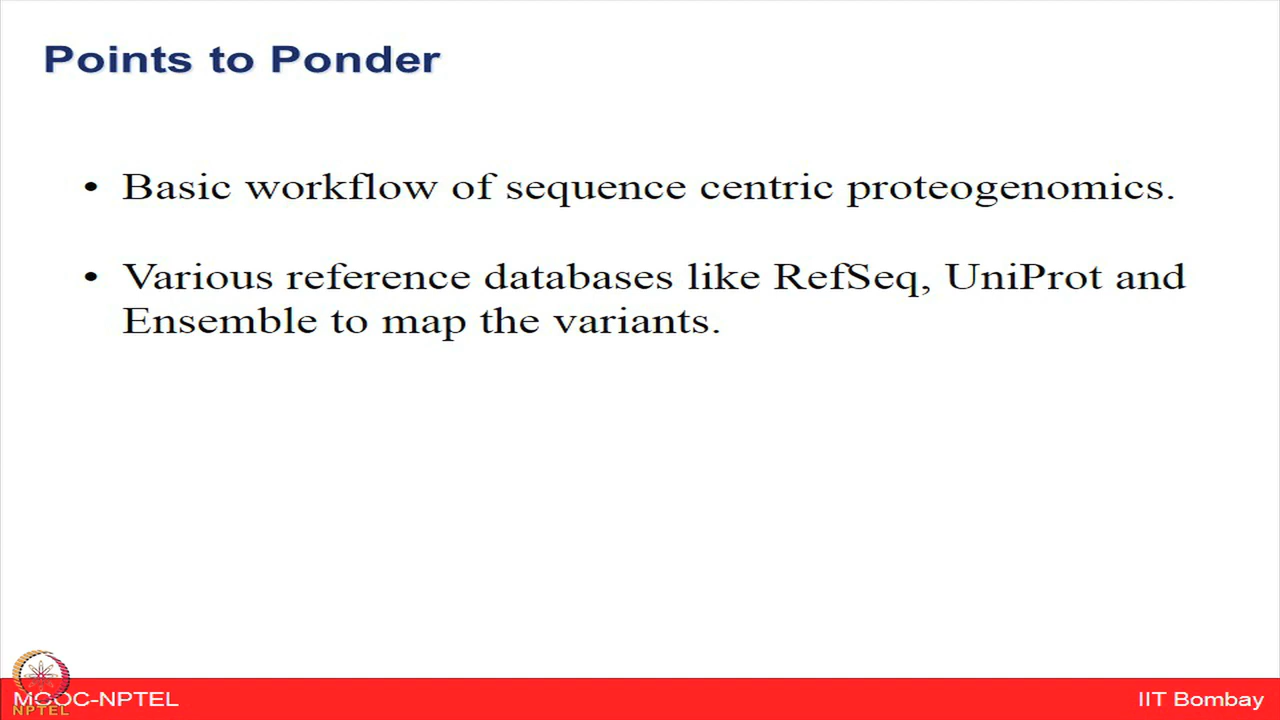 Points to Ponder
• Basic workflow of sequence centric proteogenomics.
• Various reference databases like RefSeq, UniProt and
Ensemble to map the variants.
MOOC-NPTEL
NPTEL
IIT Bombay